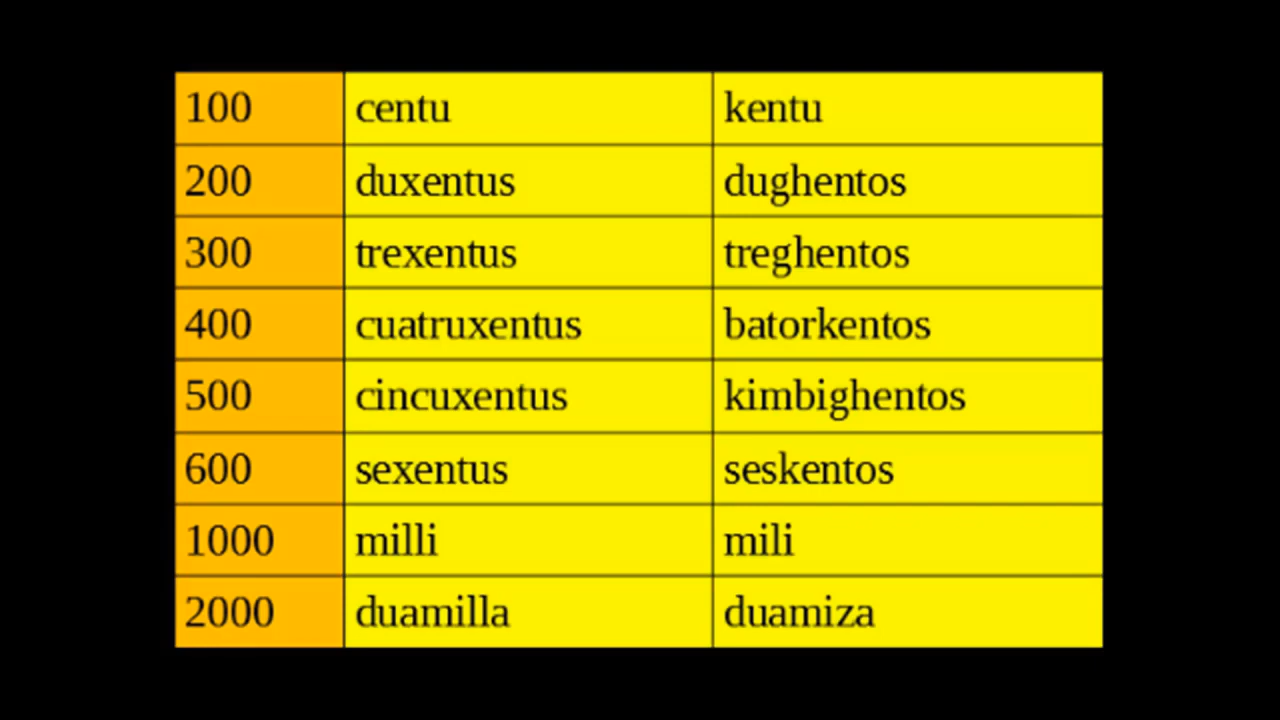 100 centu kentu
200 duxentus dughentos
300 trexentus treghentos
400 cuatruxentus batorkentos
500 cincuxentus kimbighentos
600 sexentus seskentos
1000 milli mili
2000 duamilla duamiza